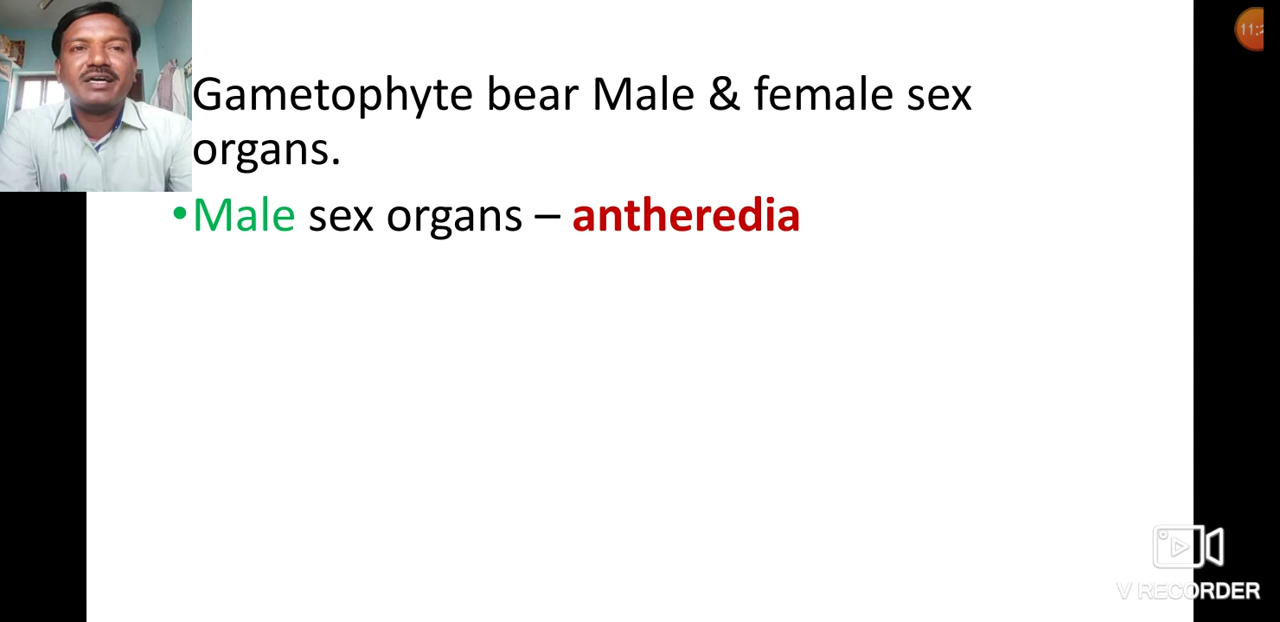 Gametophyte bear Male & female sex
organs.
•Male sex organs – antheredia
V RECORDER